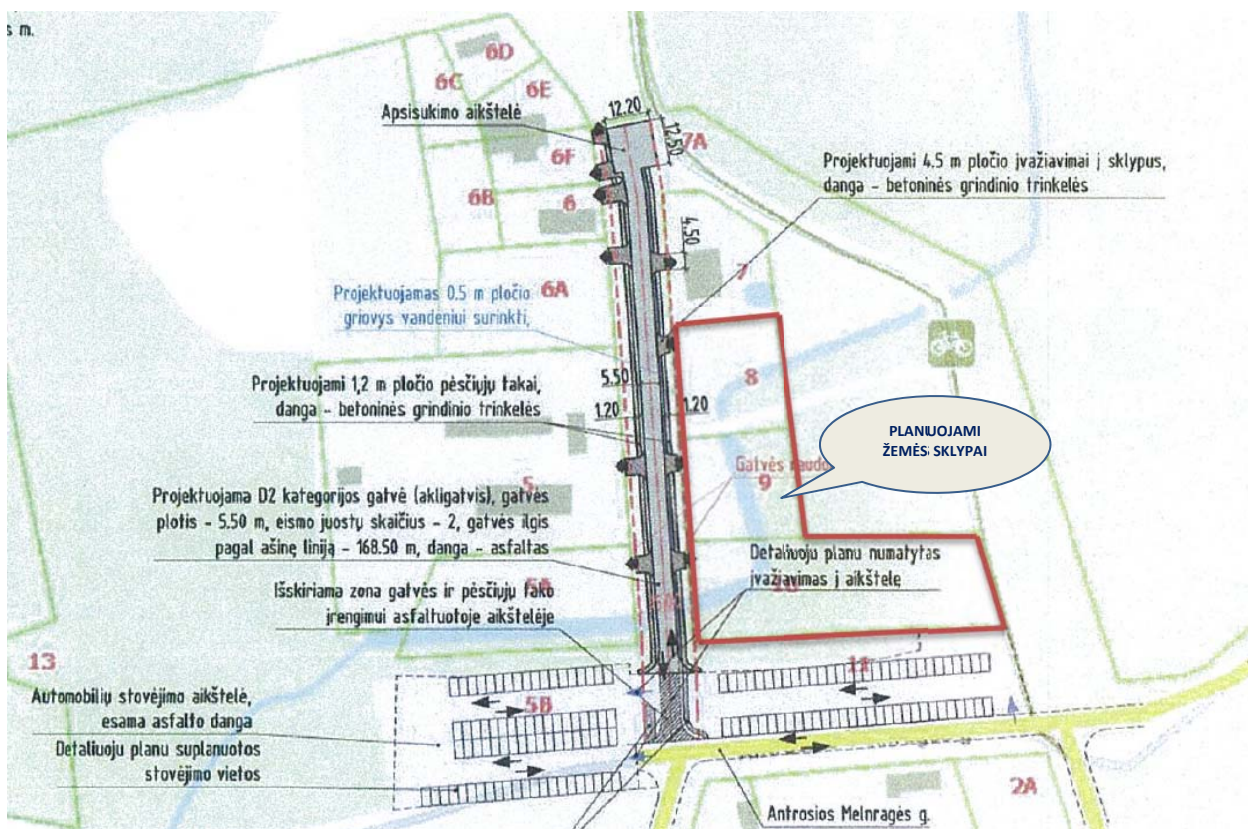 s m.
6D
6C
6E
Apsisukimo aikštelė
12.20
12.50
7A
6F
6B
6
Projektuojami 4.5 m pločio įvažiavimai į sklypus,
danga - betoninės grindinio trinkelės
4.50
7
6A
Projektuojamas 0.5 m pločio
griovys vandeniui surinkti,
Projektuojami 1,2 m pločio pėsčiųjų takai,
danga - betoninės grindinio trinkelės
5.50
1.20
1.20
8
PLANUOJAMI
ŽEMĖS SKLYPAI
Gatvės
9
5
Projektuojama D2 kategorijos gatvė (akligatvis), gatvės
plotis - 5.50 m, eismo juostų skaičius - 2, gatvės ilgis
pagal ašinę liniją - 168.50 m, danga - asfaltas
Detaliuoju planu numatytas
įvažiavimas į aikštelę
10
5A
Išskiriama zona gatvės ir pėsčiųjų tako
įrengimui asfaltuotoje aikštelėje
13
11
Automobilių stovėjimo aikštelė,
esama asfalto danga
5B
Detaliuoju planu suplanuotos
stovėjimo vietos
2A
Antrosios Melnragės g.